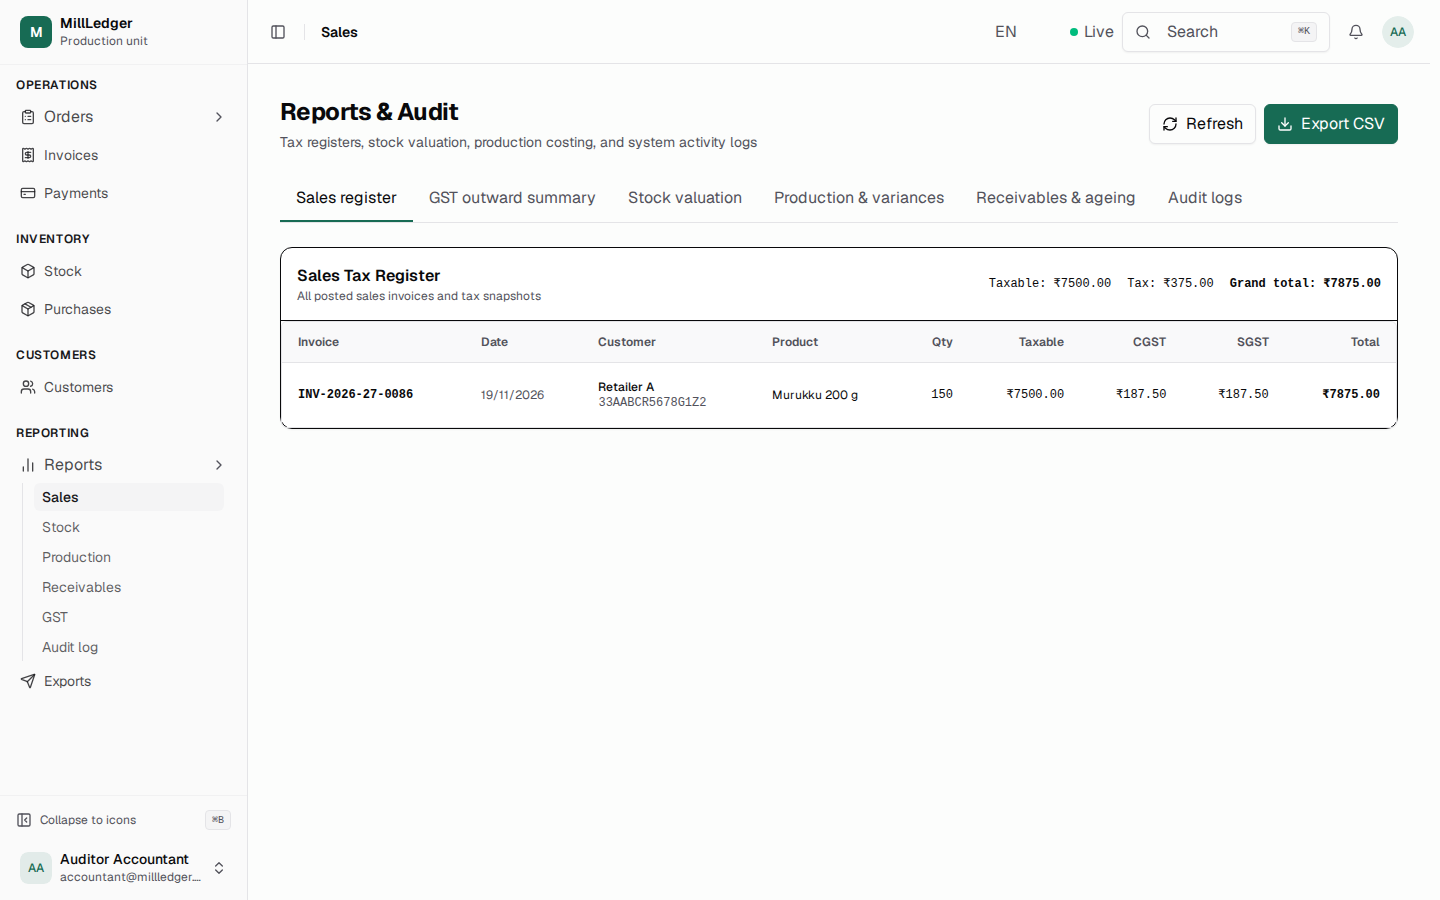 M
MillLedger
Production unit
OPERATIONS
Orders
Invoices
Payments
INVENTORY
Stock
Purchases
CUSTOMERS
Customers
REPORTING
Reports
Sales
Stock
Production
Receivables
GST
Audit log
Exports
Collapse to icons ⌘B
AA
Auditor Accountant
accountant@millledger....
Sales
EN
Live
Search ⌘K
AA
Reports & Audit
Tax registers, stock valuation, production costing, and system activity logs
Refresh
Export CSV
Sales register GST outward summary Stock valuation Production & variances Receivables & ageing Audit logs
Sales Tax Register
All posted sales invoices and tax snapshots
Taxable: ₹7500.00 Tax: ₹375.00 Grand total: ₹7875.00
Invoice Date Customer Product Qty Taxable CGST SGST Total
INV-2026-27-0086 19/11/2026 Retailer A Murukku 200 g 150 ₹7500.00 ₹187.50 ₹187.50 ₹7875.00
33AABCR5678G1Z2